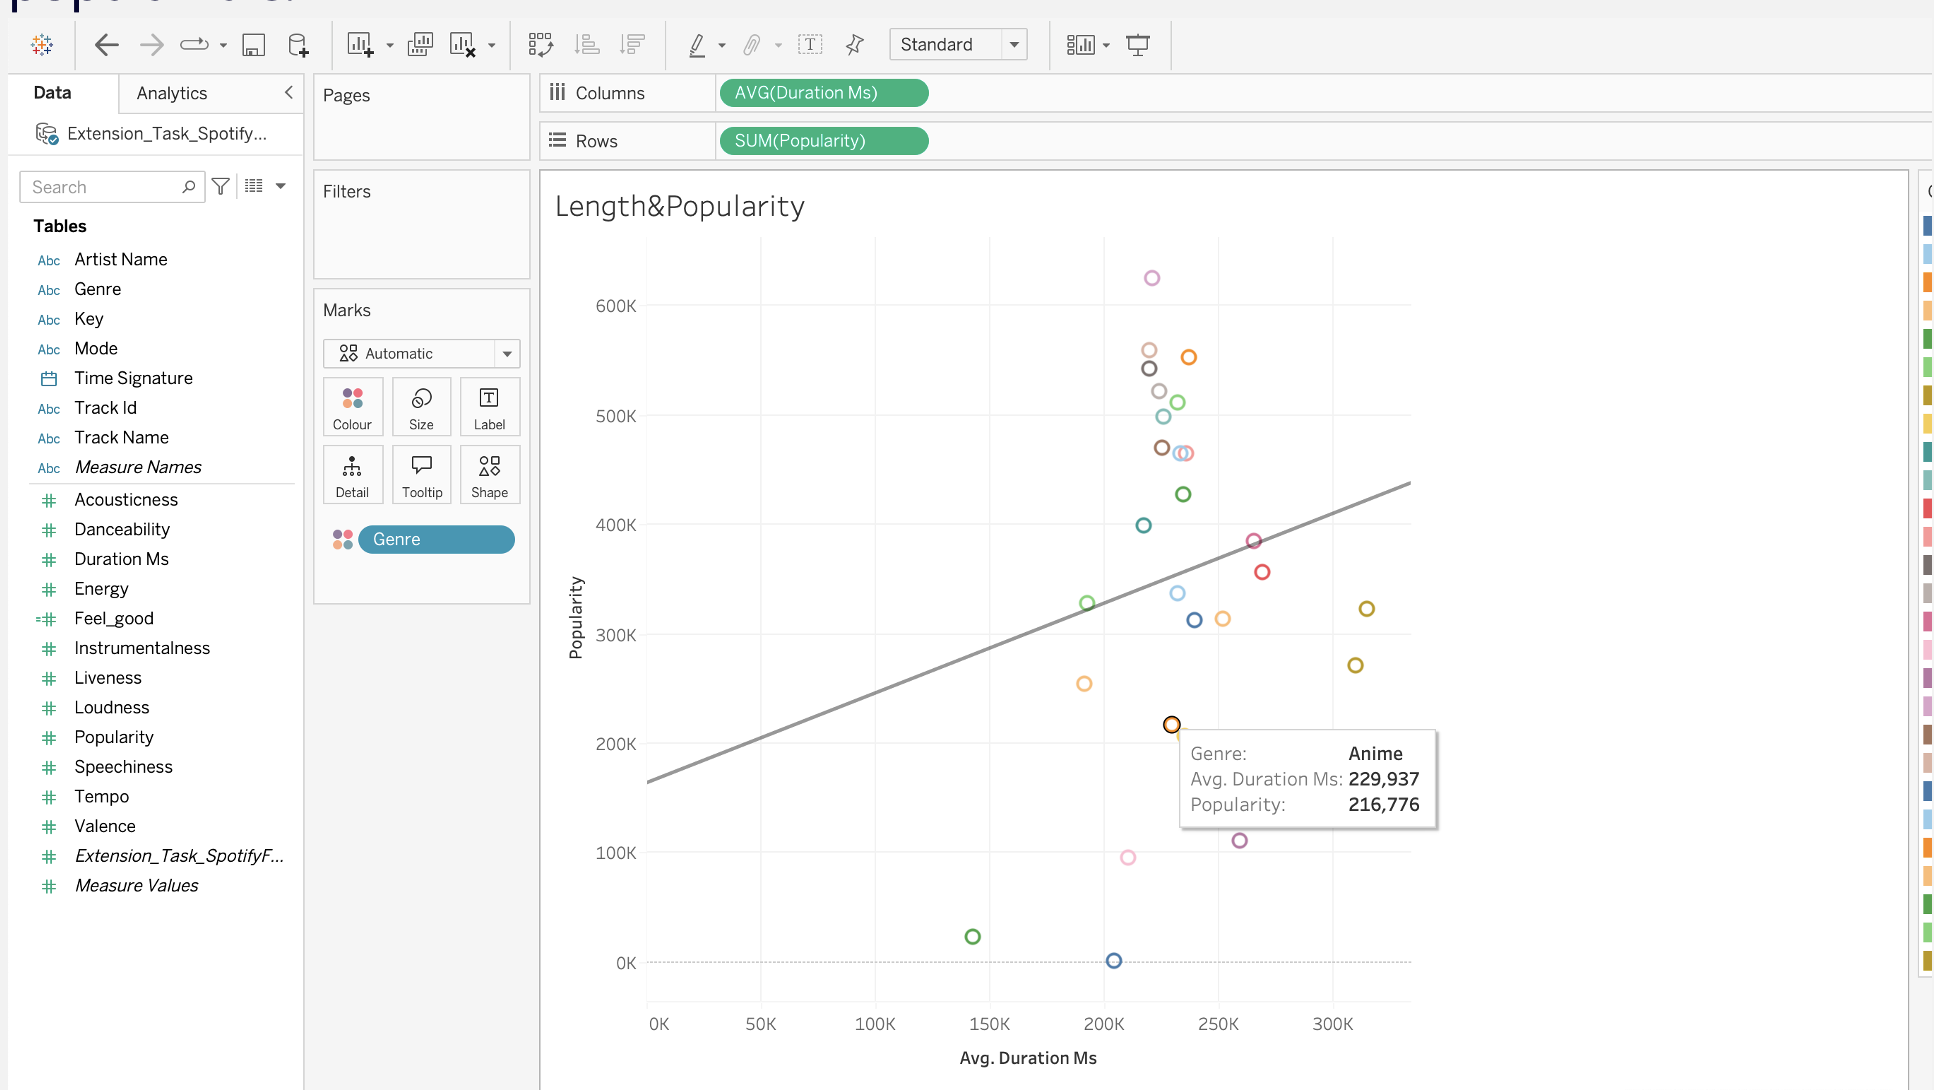 Standard
Data
Analytics
Extension_Task_Spotify...
Search
Tables
Abc Artist Name
Abc Genre
Abc Key
Abc Mode
Time Signature
Abc Track Id
Abc Track Name
Abc Measure Names
Acousticness
Danceability
Duration Ms
Energy
Feel_good
Instrumentalness
Liveness
Loudness
Popularity
Speechiness
Tempo
Valence
Extension_Task_SpotifyF...
Measure Values
Pages
Filters
Marks
Automatic
Colour
Size
Label
Detail
Tooltip
Shape
Genre
Columns
AVG(Duration Ms)
Rows
SUM(Popularity)
Length&Popularity
600K
500K
400K
300K
200K
100K
0K
Popularity
Genre: Anime
Avg. Duration Ms: 229,937
Popularity: 216,776
0K
50K
100K
150K
200K
250K
300K
Avg. Duration Ms